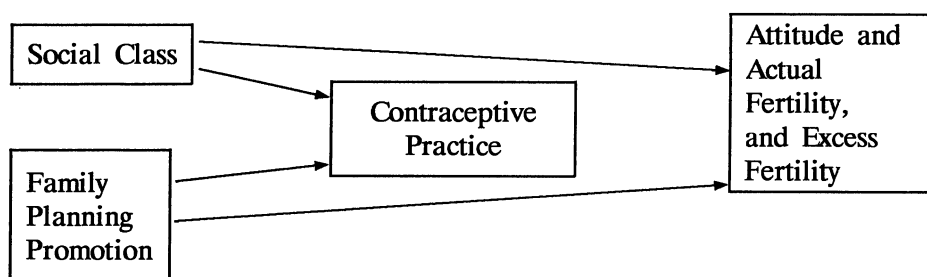 Social Class
Contraceptive
Practice
Family
Planning
Promotion
Attitude and
Actual
Fertility,
and Excess
Fertility